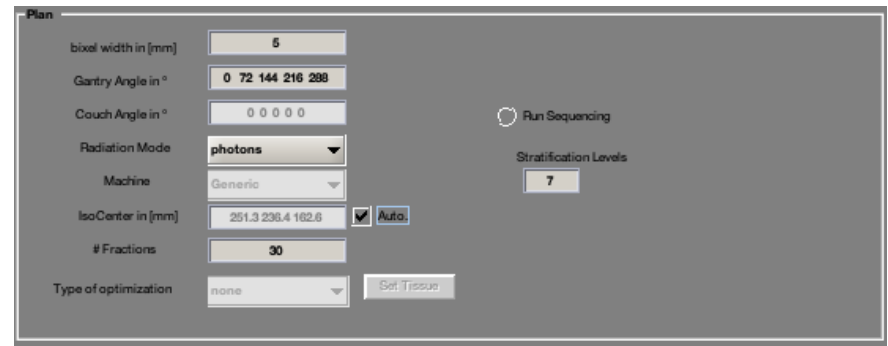 Plan
bixel width in [mm] 5
Gantry Angle in º 0 72 144 216 288
Couch Angle in º 0 0 0 0 0
Run Sequencing
Radiation Mode photons
Stratification Levels
Machine Generic
7
IsoCenter in [mm] 251.3 236.4 162.6 Auto.
# Fractions 30
Type of optimization none Set Tissue